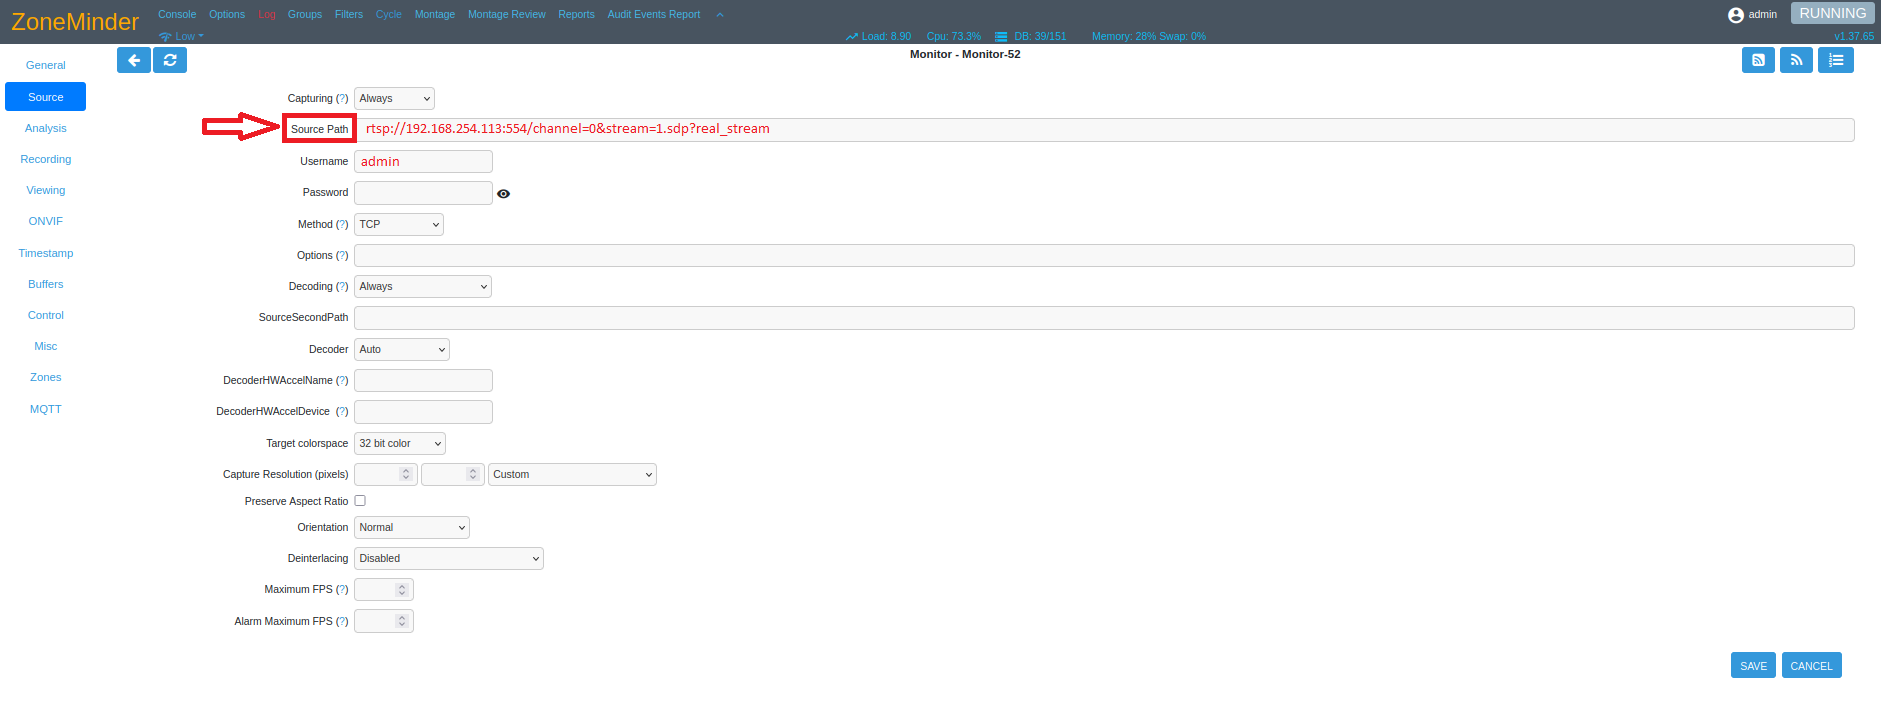 ZoneMinder
Console Options Log Groups Filters Cycle Montage Montage Review Reports Audit Events Report
admin RUNNING
Low
Load: 8.90 Cpu: 73.3% DB: 39/151 Memory: 28% Swap: 0%
v1.37.65
Monitor - Monitor-52
General
Source
Analysis
Recording
Viewing
ONVIF
Timestamp
Buffers
Control
Misc
Zones
MQTT
Capturing (?) Always
Source Path rtsp://192.168.254.113:554/channel=0&stream=1.sdp?real_stream
Username admin
Password
Method (?) TCP
Options (?)
Decoding (?) Always
SourceSecondPath
Decoder Auto
DecoderHWAccelName (?)
DecoderHWAccelDevice (?)
Target colorspace 32 bit color
Capture Resolution (pixels) Custom
Preserve Aspect Ratio
Orientation Normal
Deinterlacing Disabled
Maximum FPS (?)
Alarm Maximum FPS (?)
SAVE CANCEL